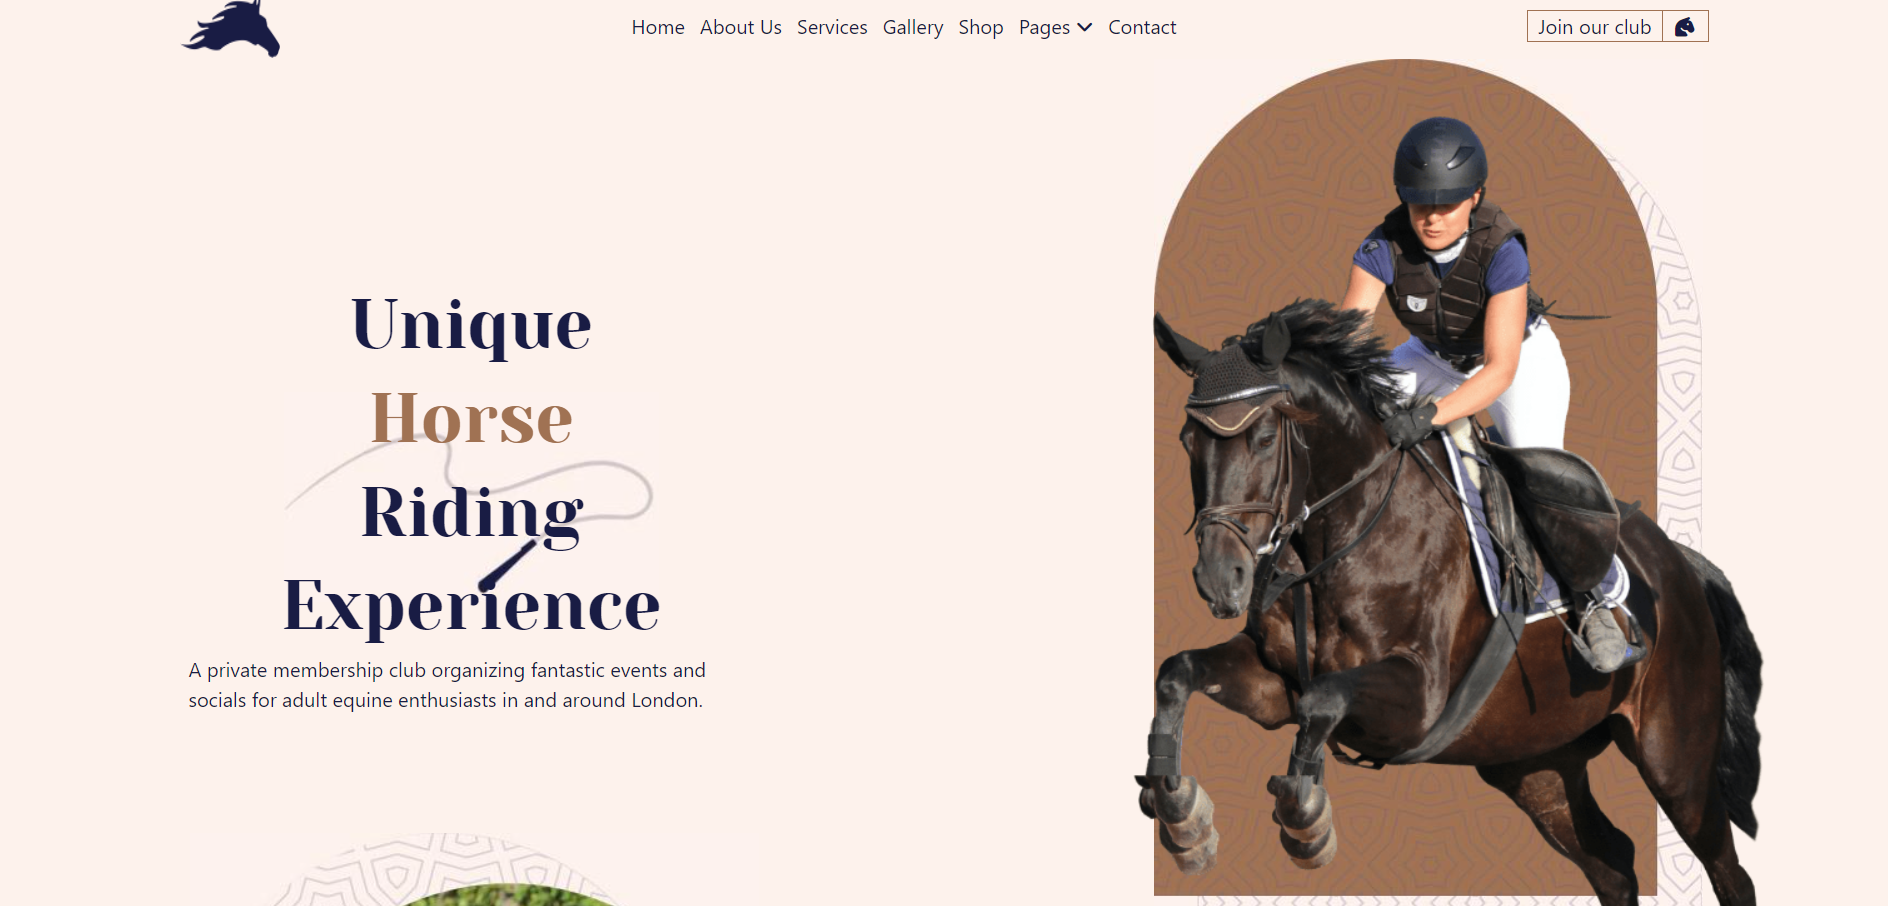 Home About Us Services Gallery Shop Pages Contact Join our club
Unique
Horse
Riding
Experience
A private membership club organizing fantastic events and
socials for adult equine enthusiasts in and around London.